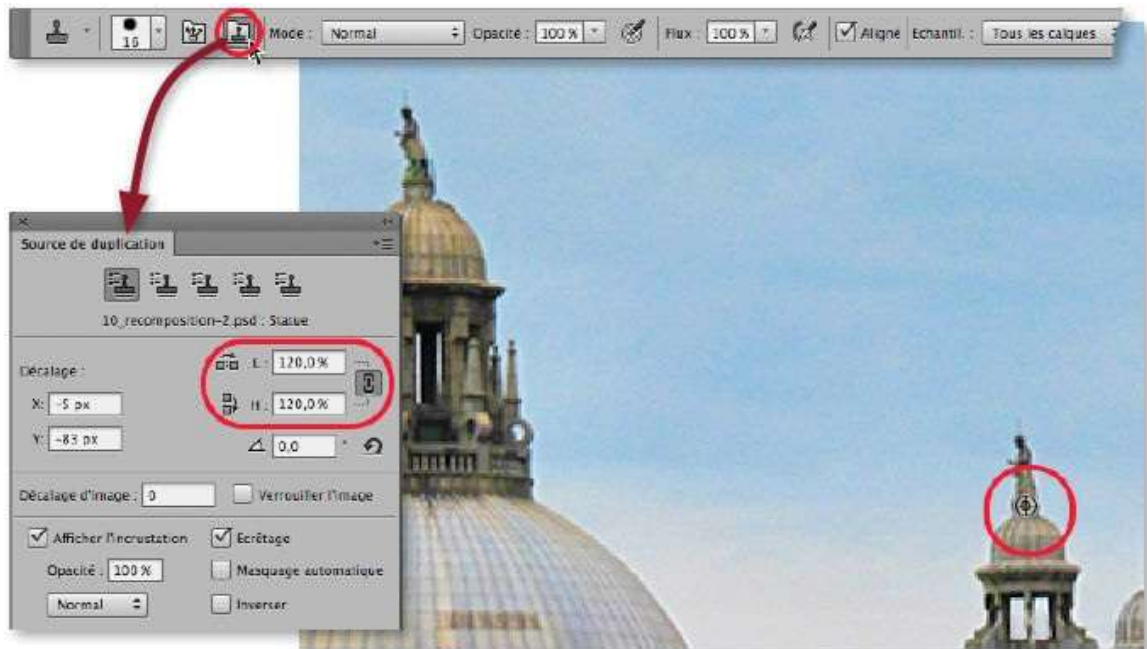 16 Mode : Normal Opacité : 100 % Flux : 100 % Aligné Echantil. : Tous les calques
Source de duplication
10_recomposition-2.psd : Statue
Décalage :
L : 120,0%
X: -5 px
H : 120,0%
Y: -83 px
0,0 °
Décalage d'image : 0 Verrouiller l'image
Afficher l'incrustation Ecrêtage
Opacité : 100 % Masquage automatique
Normal Inverser